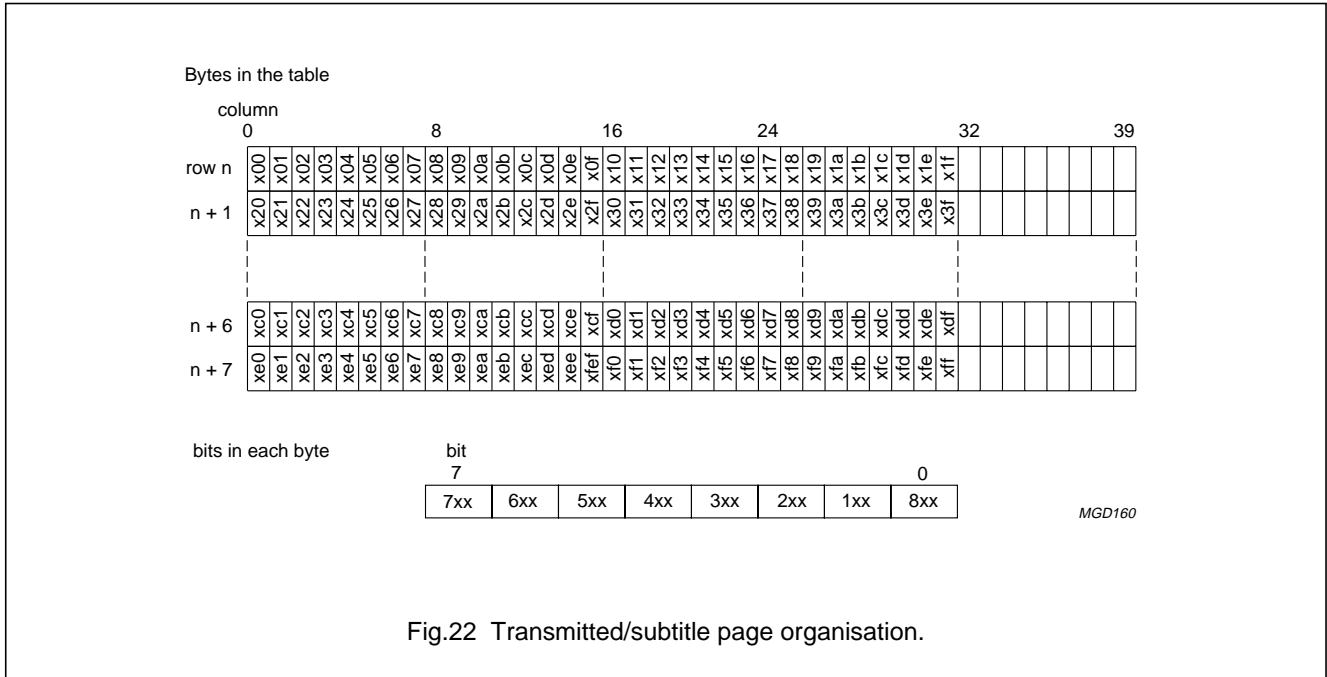 Bytes in the table
column
0 8 16 24 32 39
row n x00 x01 x02 x03 x04 x05 x06 x07 x08 x09 x0a x0b x0c x0d x0e x0f x10 x11 x12 x13 x14 x15 x16 x17 x18 x19 x1a x1b x1c x1d x1e x1f
n + 1 x20 x21 x22 x23 x24 x25 x26 x27 x28 x29 x2a x2b x2c x2d x2e x2f x30 x31 x32 x33 x34 x35 x36 x37 x38 x39 x3a x3b x3c x3d x3e x3f
n + 6 xc0 xc1 xc2 xc3 xc4 xc5 xc6 xc7 xc8 xc9 xca xcb xcc xcd xce xcf xd0 xd1 xd2 xd3 xd4 xd5 xd6 xd7 xd8 xd9 xda xdb xdc xdd xde xdf
n + 7 xe0 xe1 xe2 xe3 xe4 xe5 xe6 xe7 xe8 xe9 xea xeb xec xed xee xfef xf0 xf1 xf2 xf3 xf4 xf5 xf6 xf7 xf8 xf9 xfa xfb xfc xfd xfe xff
bits in each byte bit
7 0
7xx 6xx 5xx 4xx 3xx 2xx 1xx 8xx
MGD160
Fig.22 Transmitted/subtitle page organisation.